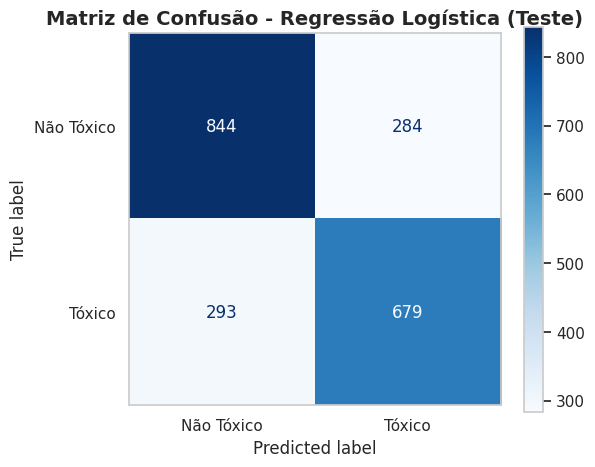 Matriz de Confusão - Regressão Logística (Teste)
True label
Não Tóxico
844
284
Tóxico
293
679
Não Tóxico
Tóxico
Predicted label
800
700
600
500
400
300